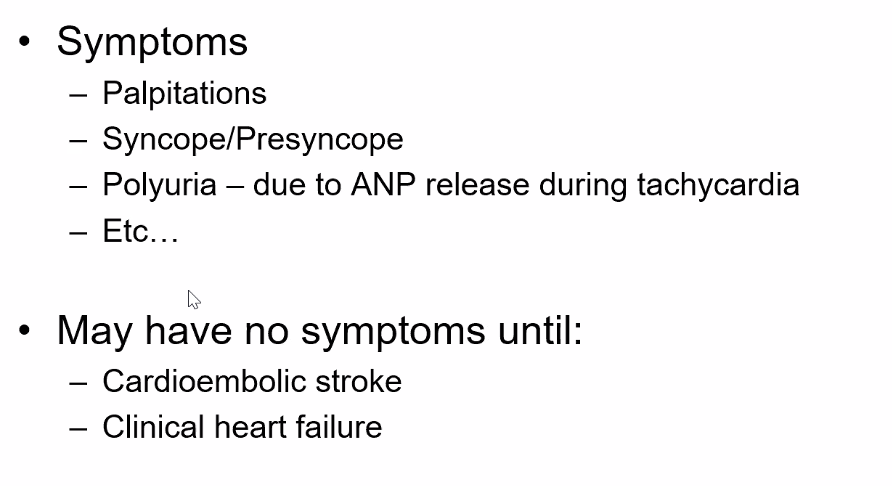 • Symptoms
– Palpitations
– Syncope/Presyncope
– Polyuria – due to ANP release during tachycardia
– Etc…
• May have no symptoms until:
– Cardioembolic stroke
– Clinical heart failure